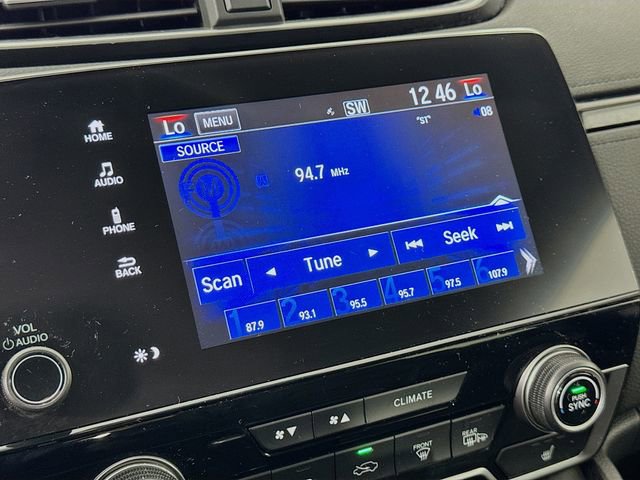 Lo MENU SW 12 46 Lo
SOURCE "ST" 08
94.7 MHz
Scan Tune Seek
1 87.9 2 93.1 3 95.5 4 95.7 5 97.5 6 107.9
HOME
AUDIO
PHONE
BACK
VOL
AUDIO
CLIMATE
PUSH
SYNC
FRONT
REAR